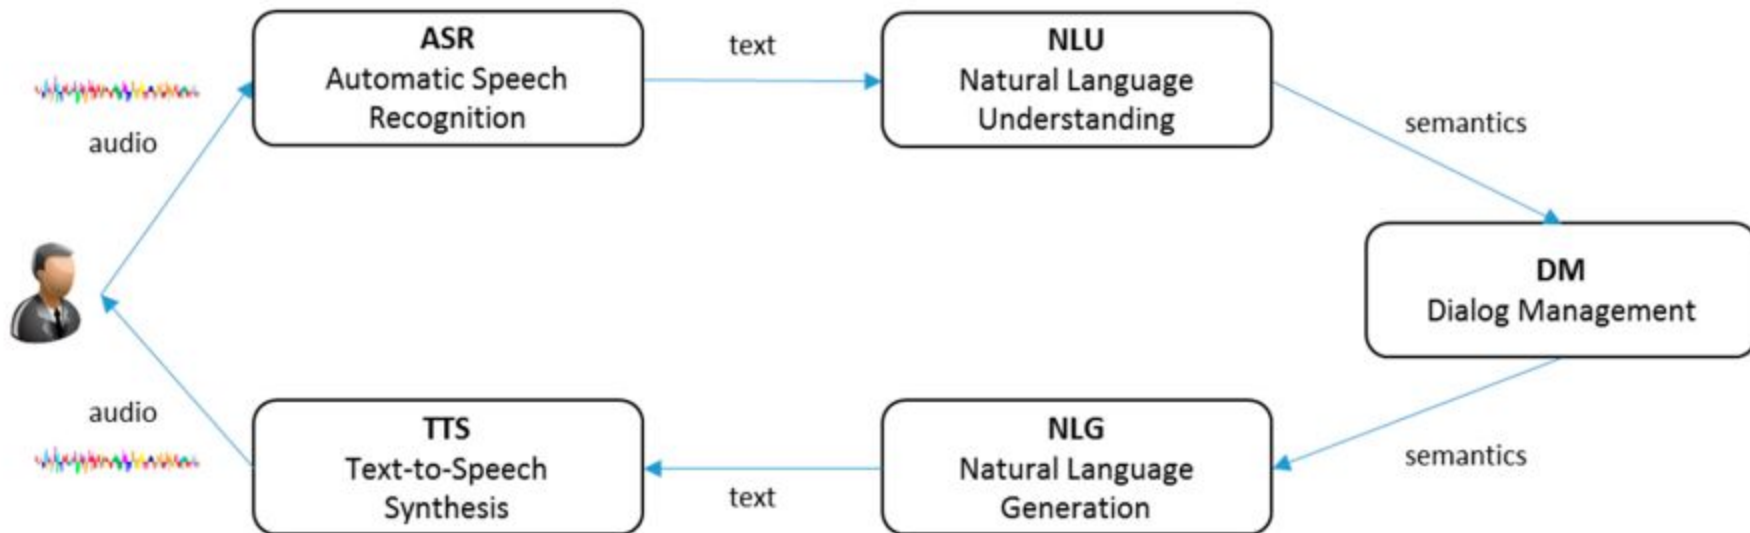 ASR
Automatic Speech
Recognition
text
NLU
Natural Language
Understanding
audio
semantics
DM
Dialog Management
audio
TTS
Text-to-Speech
Synthesis
text
NLG
Natural Language
Generation
semantics